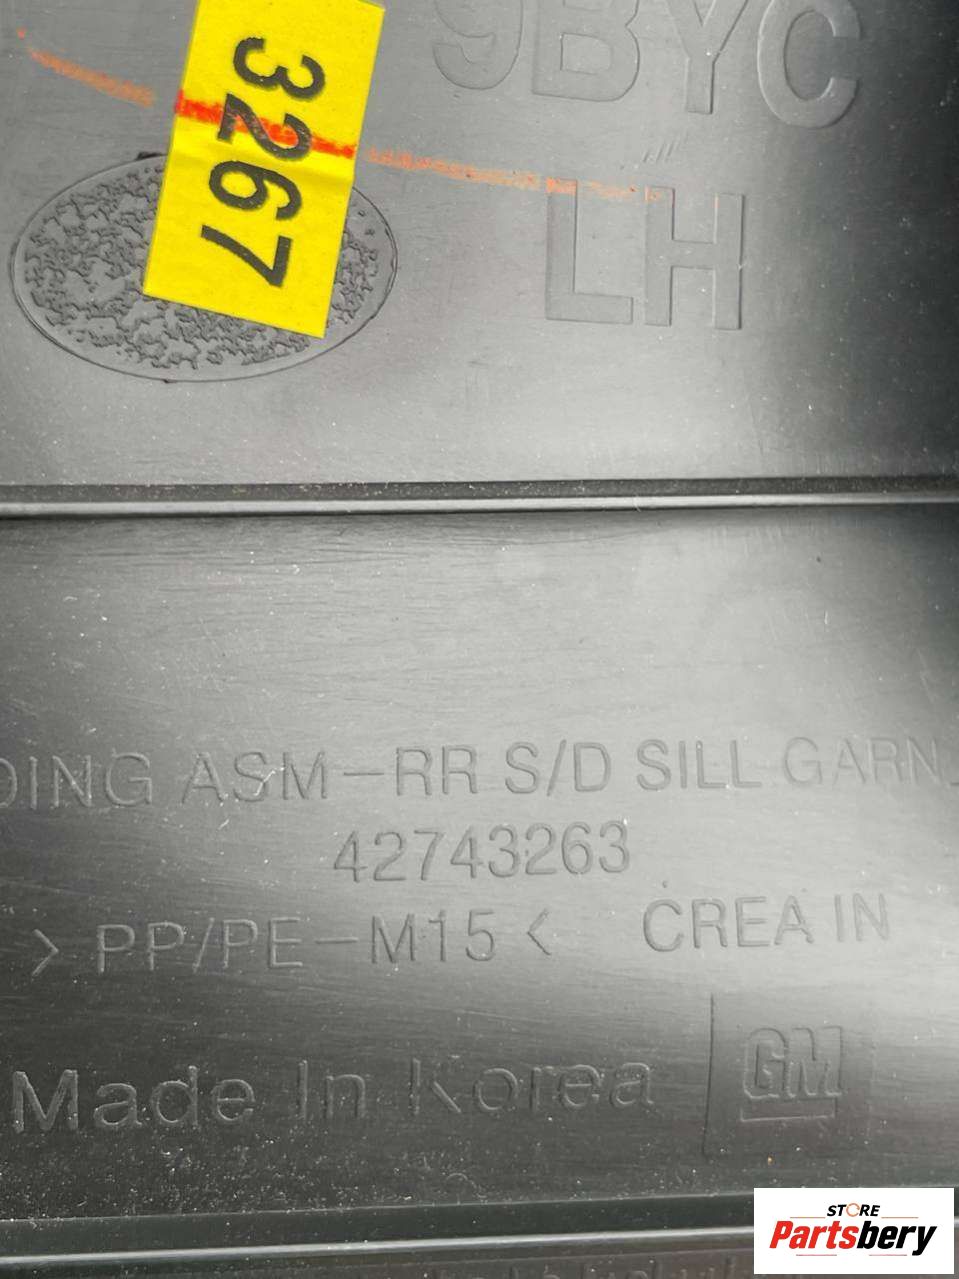 3267
9BYC
LH
DING ASM-RR S/D SILL GARN
42743263
>PP/PE-M15< CREA IN
Made In Korea GM
STORE
Partsbery